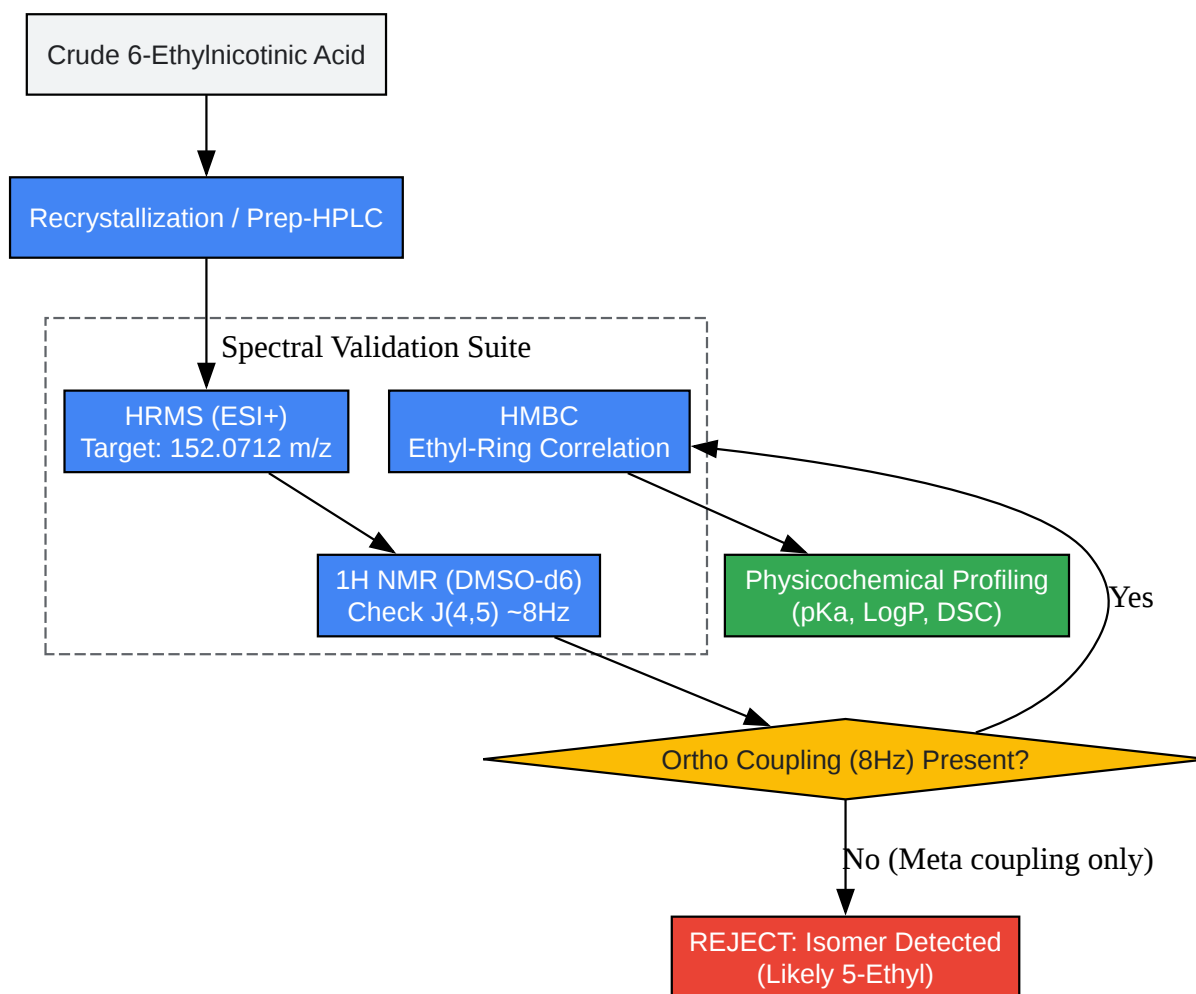 Crude 6-Ethylnicotinic Acid
Recrystallization / Prep-HPLC
Spectral Validation Suite
HRMS (ESI+)
Target: 152.0712 m/z
HMBC
Ethyl-Ring Correlation
1H NMR (DMSO-d6)
Check J(4,5) ~8Hz
Physicochemical Profiling
(pKa, LogP, DSC)
Yes
Ortho Coupling (8Hz) Present?
No (Meta coupling only)
REJECT: Isomer Detected
(Likely 5-Ethyl)